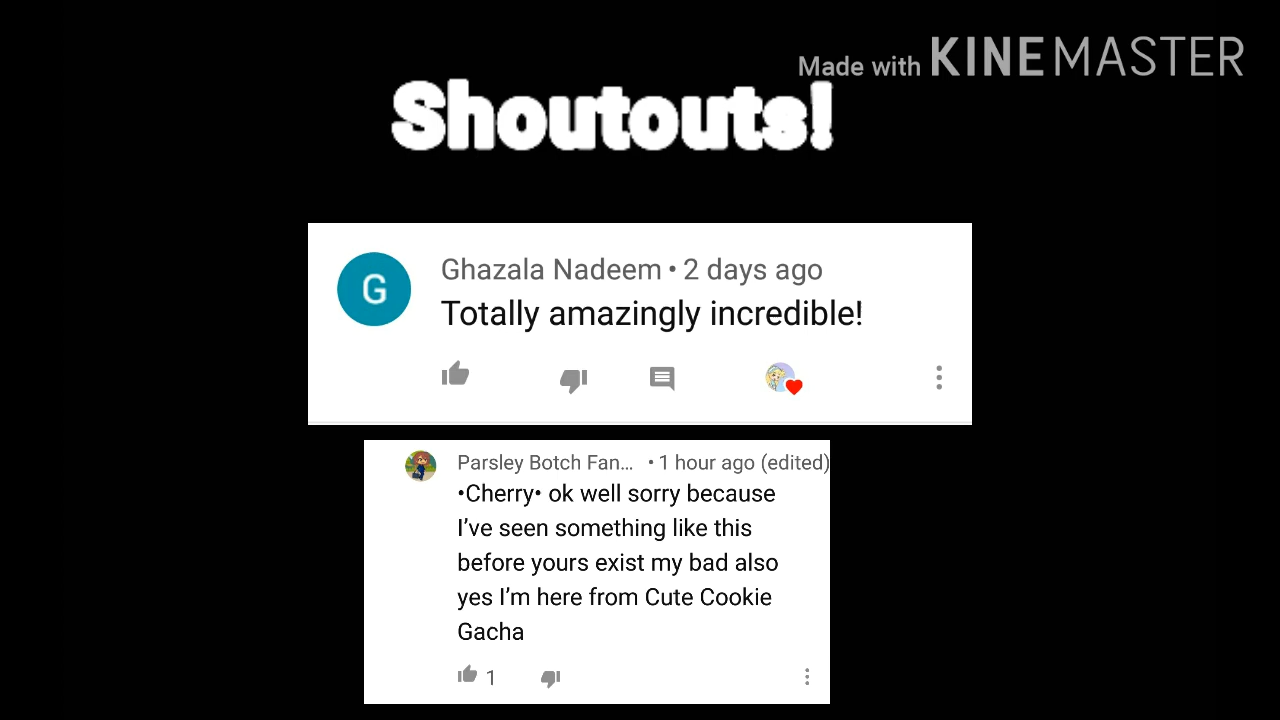 Made with KINEMASTER
Shoutouts!
G
Ghazala Nadeem • 2 days ago
Totally amazingly incredible!
Parsley Botch Fan... • 1 hour ago (edited)
•Cherry• ok well sorry because
I've seen something like this
before yours exist my bad also
yes I'm here from Cute Cookie
Gacha
1